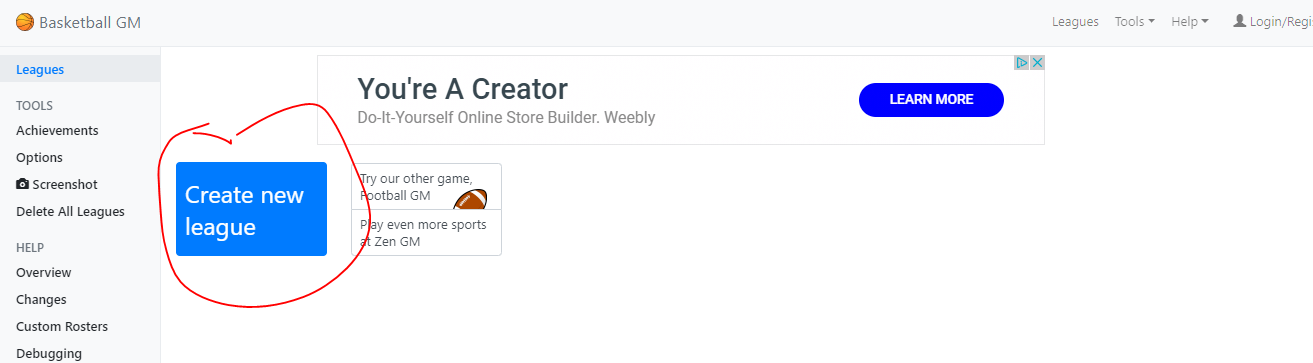 Basketball GM
Leagues Tools Help Login/Regi
Leagues
TOOLS
Achievements
Options
Screenshot
Delete All Leagues
HELP
Overview
Changes
Custom Rosters
Debugging
You're A Creator
Do-It-Yourself Online Store Builder. Weebly
LEARN MORE
Create new
league
Try our other game,
Football GM
Play even more sports
at Zen GM